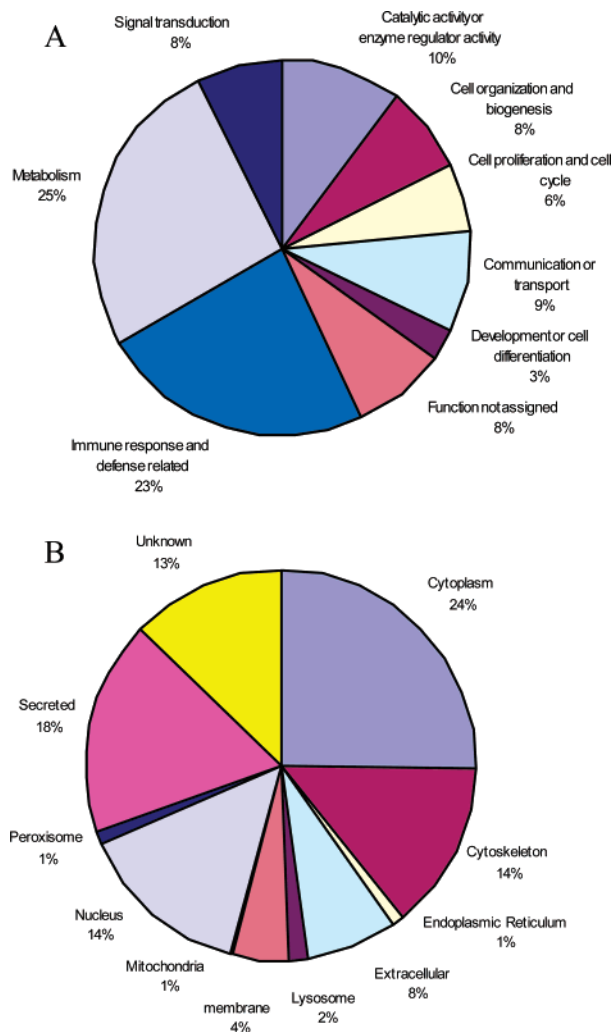 A
Signal transduction
8%
Catalytic activity or
enzyme regulator activity
10%
Cell organization and
biogenesis
8%
Cell proliferation and cell
cycle
6%
Metabolism
25%
Communication or
transport
9%
Development or cell
differentiation
3%
Function not assigned
8%
Immune response and
defense related
23%
B
Unknown
13%
Cytoplasm
24%
Secreted
18%
Peroxisome
1%
Cytoskeleton
14%
Nucleus
14%
Endoplasmic Reticulum
1%
Mitochondria
1%
Extracellular
8%
membrane
4%
Lysosome
2%